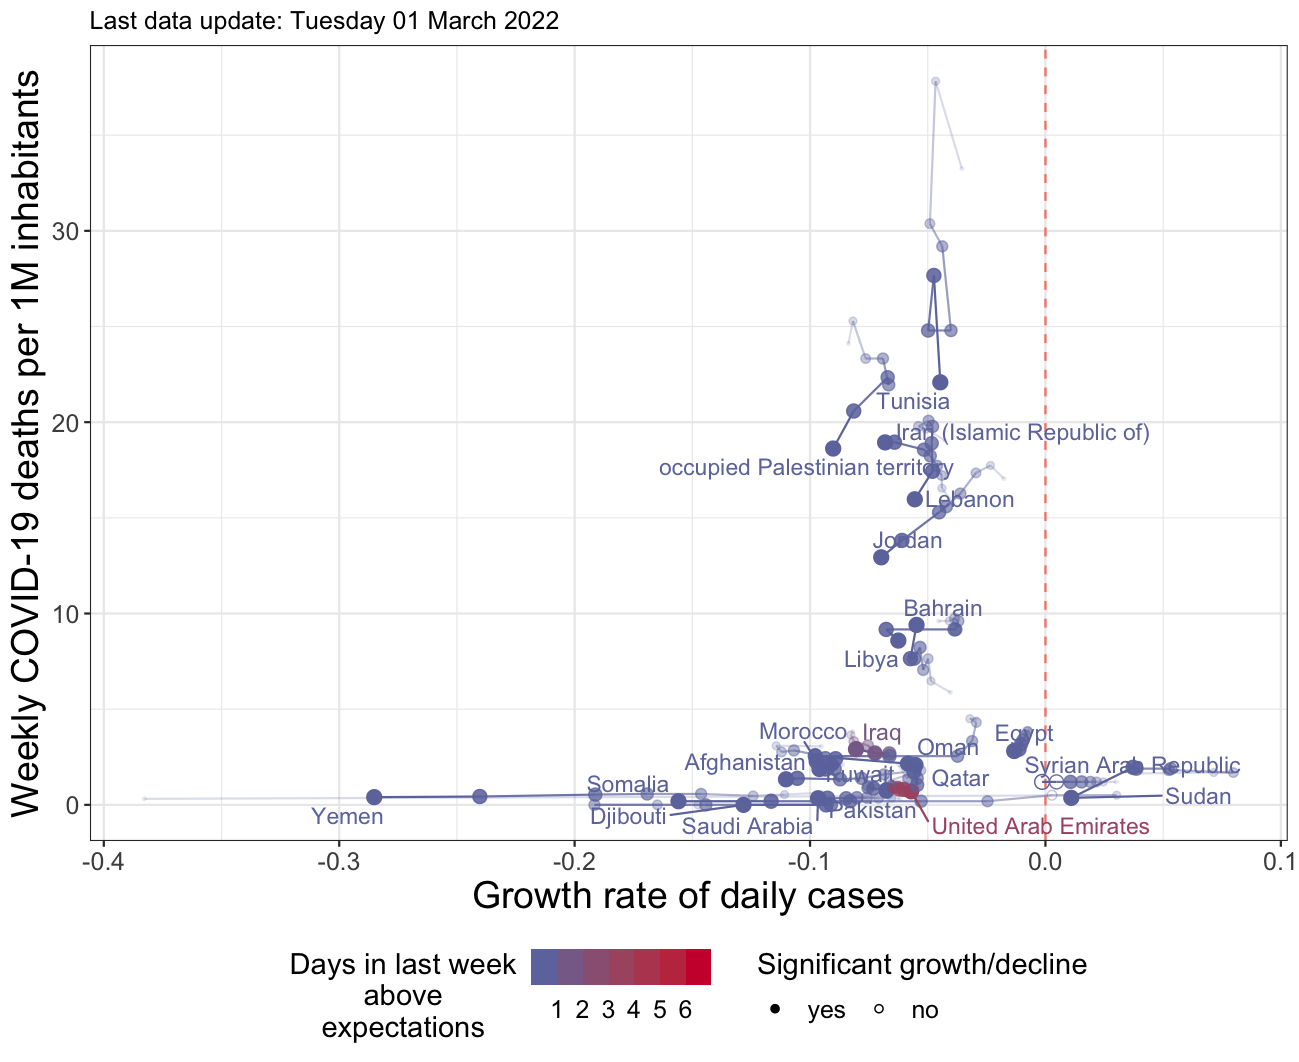 Last data update: Tuesday 01 March 2022
Weekly COVID-19 deaths per 1M inhabitants
30
20
10
0
Tunisia
Iran (Islamic Republic of)
occupied Palestinian territory
Lebanon
Jordan
Bahrain
Libya
Morocco
Iraq
Egypt
Oman
Afghanistan
Syrian Arab Republic
Kuwait
Qatar
Somalia
Sudan
Yemen
Djibouti
Pakistan
Saudi Arabia
United Arab Emirates
-0.4 -0.3 -0.2 -0.1 0.0 0.1
Growth rate of daily cases
Days in last week
above
expectations
1 2 3 4 5 6
Significant growth/decline
yes no